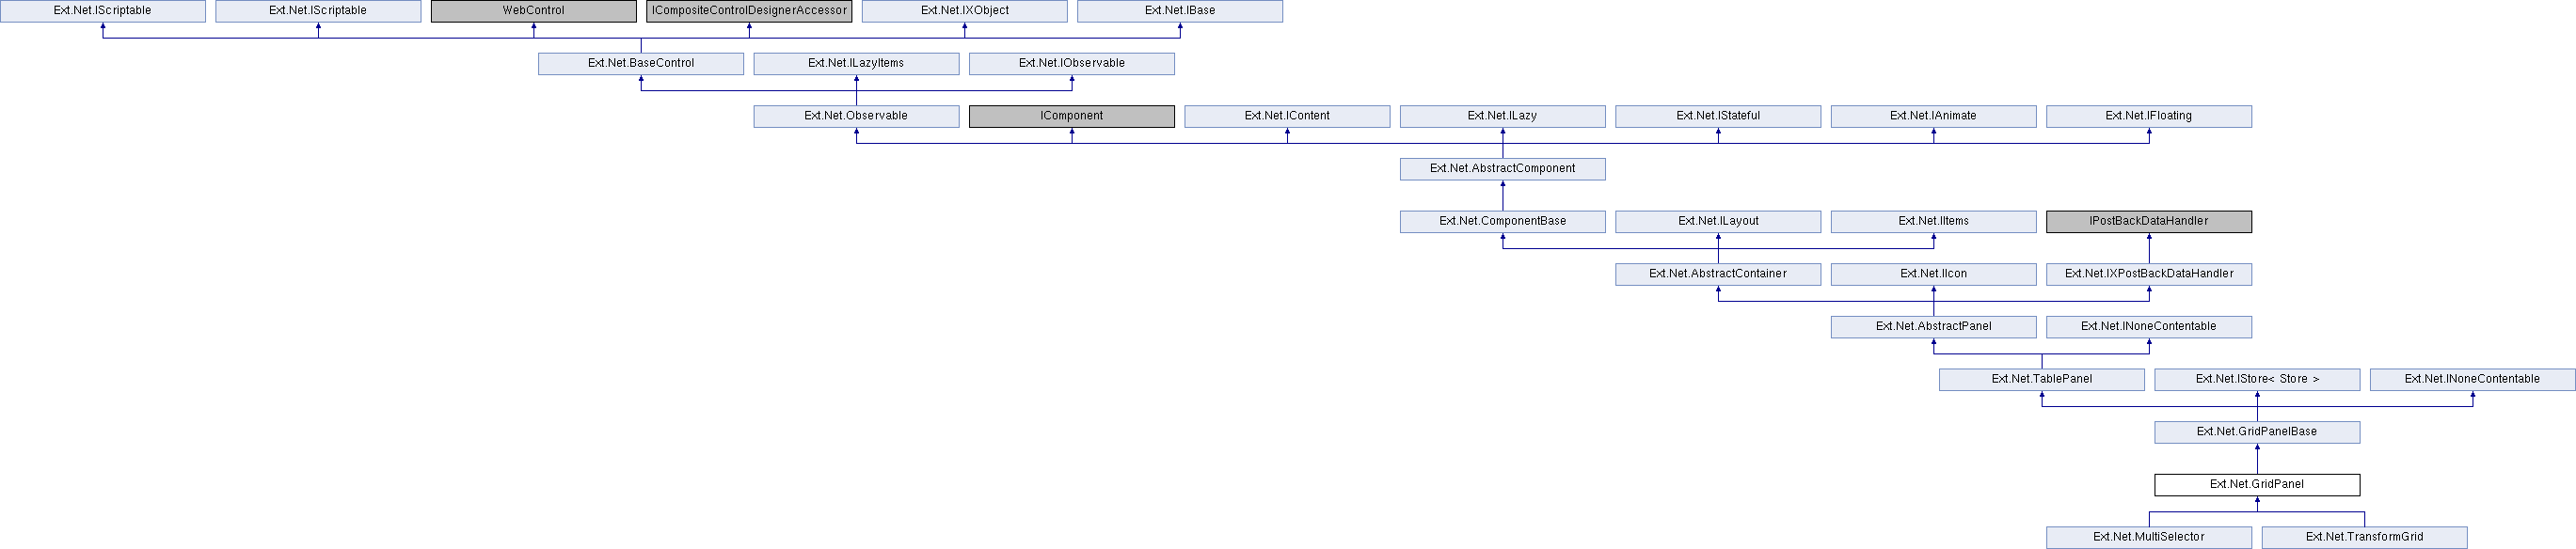 Ext.Net.IScriptable
Ext.Net.IScriptable
WebControl
ICompositeControlDesignerAccessor
Ext.Net.IXObject
Ext.Net.IBase
Ext.Net.BaseControl
Ext.Net.ILazyItems
Ext.Net.IObservable
Ext.Net.Observable
IComponent
Ext.Net.IContent
Ext.Net.ILazy
Ext.Net.IStateful
Ext.Net.IAnimate
Ext.Net.IFloating
Ext.Net.AbstractComponent
Ext.Net.ComponentBase
Ext.Net.ILayout
Ext.Net.IItems
IPostBackDataHandler
Ext.Net.AbstractContainer
Ext.Net.IIcon
Ext.Net.IXPostBackDataHandler
Ext.Net.AbstractPanel
Ext.Net.INoneContentable
Ext.Net.TablePanel
Ext.Net.IStore< Store >
Ext.Net.INoneContentable
Ext.Net.GridPanelBase
Ext.Net.GridPanel
Ext.Net.MultiSelector
Ext.Net.TransformGrid